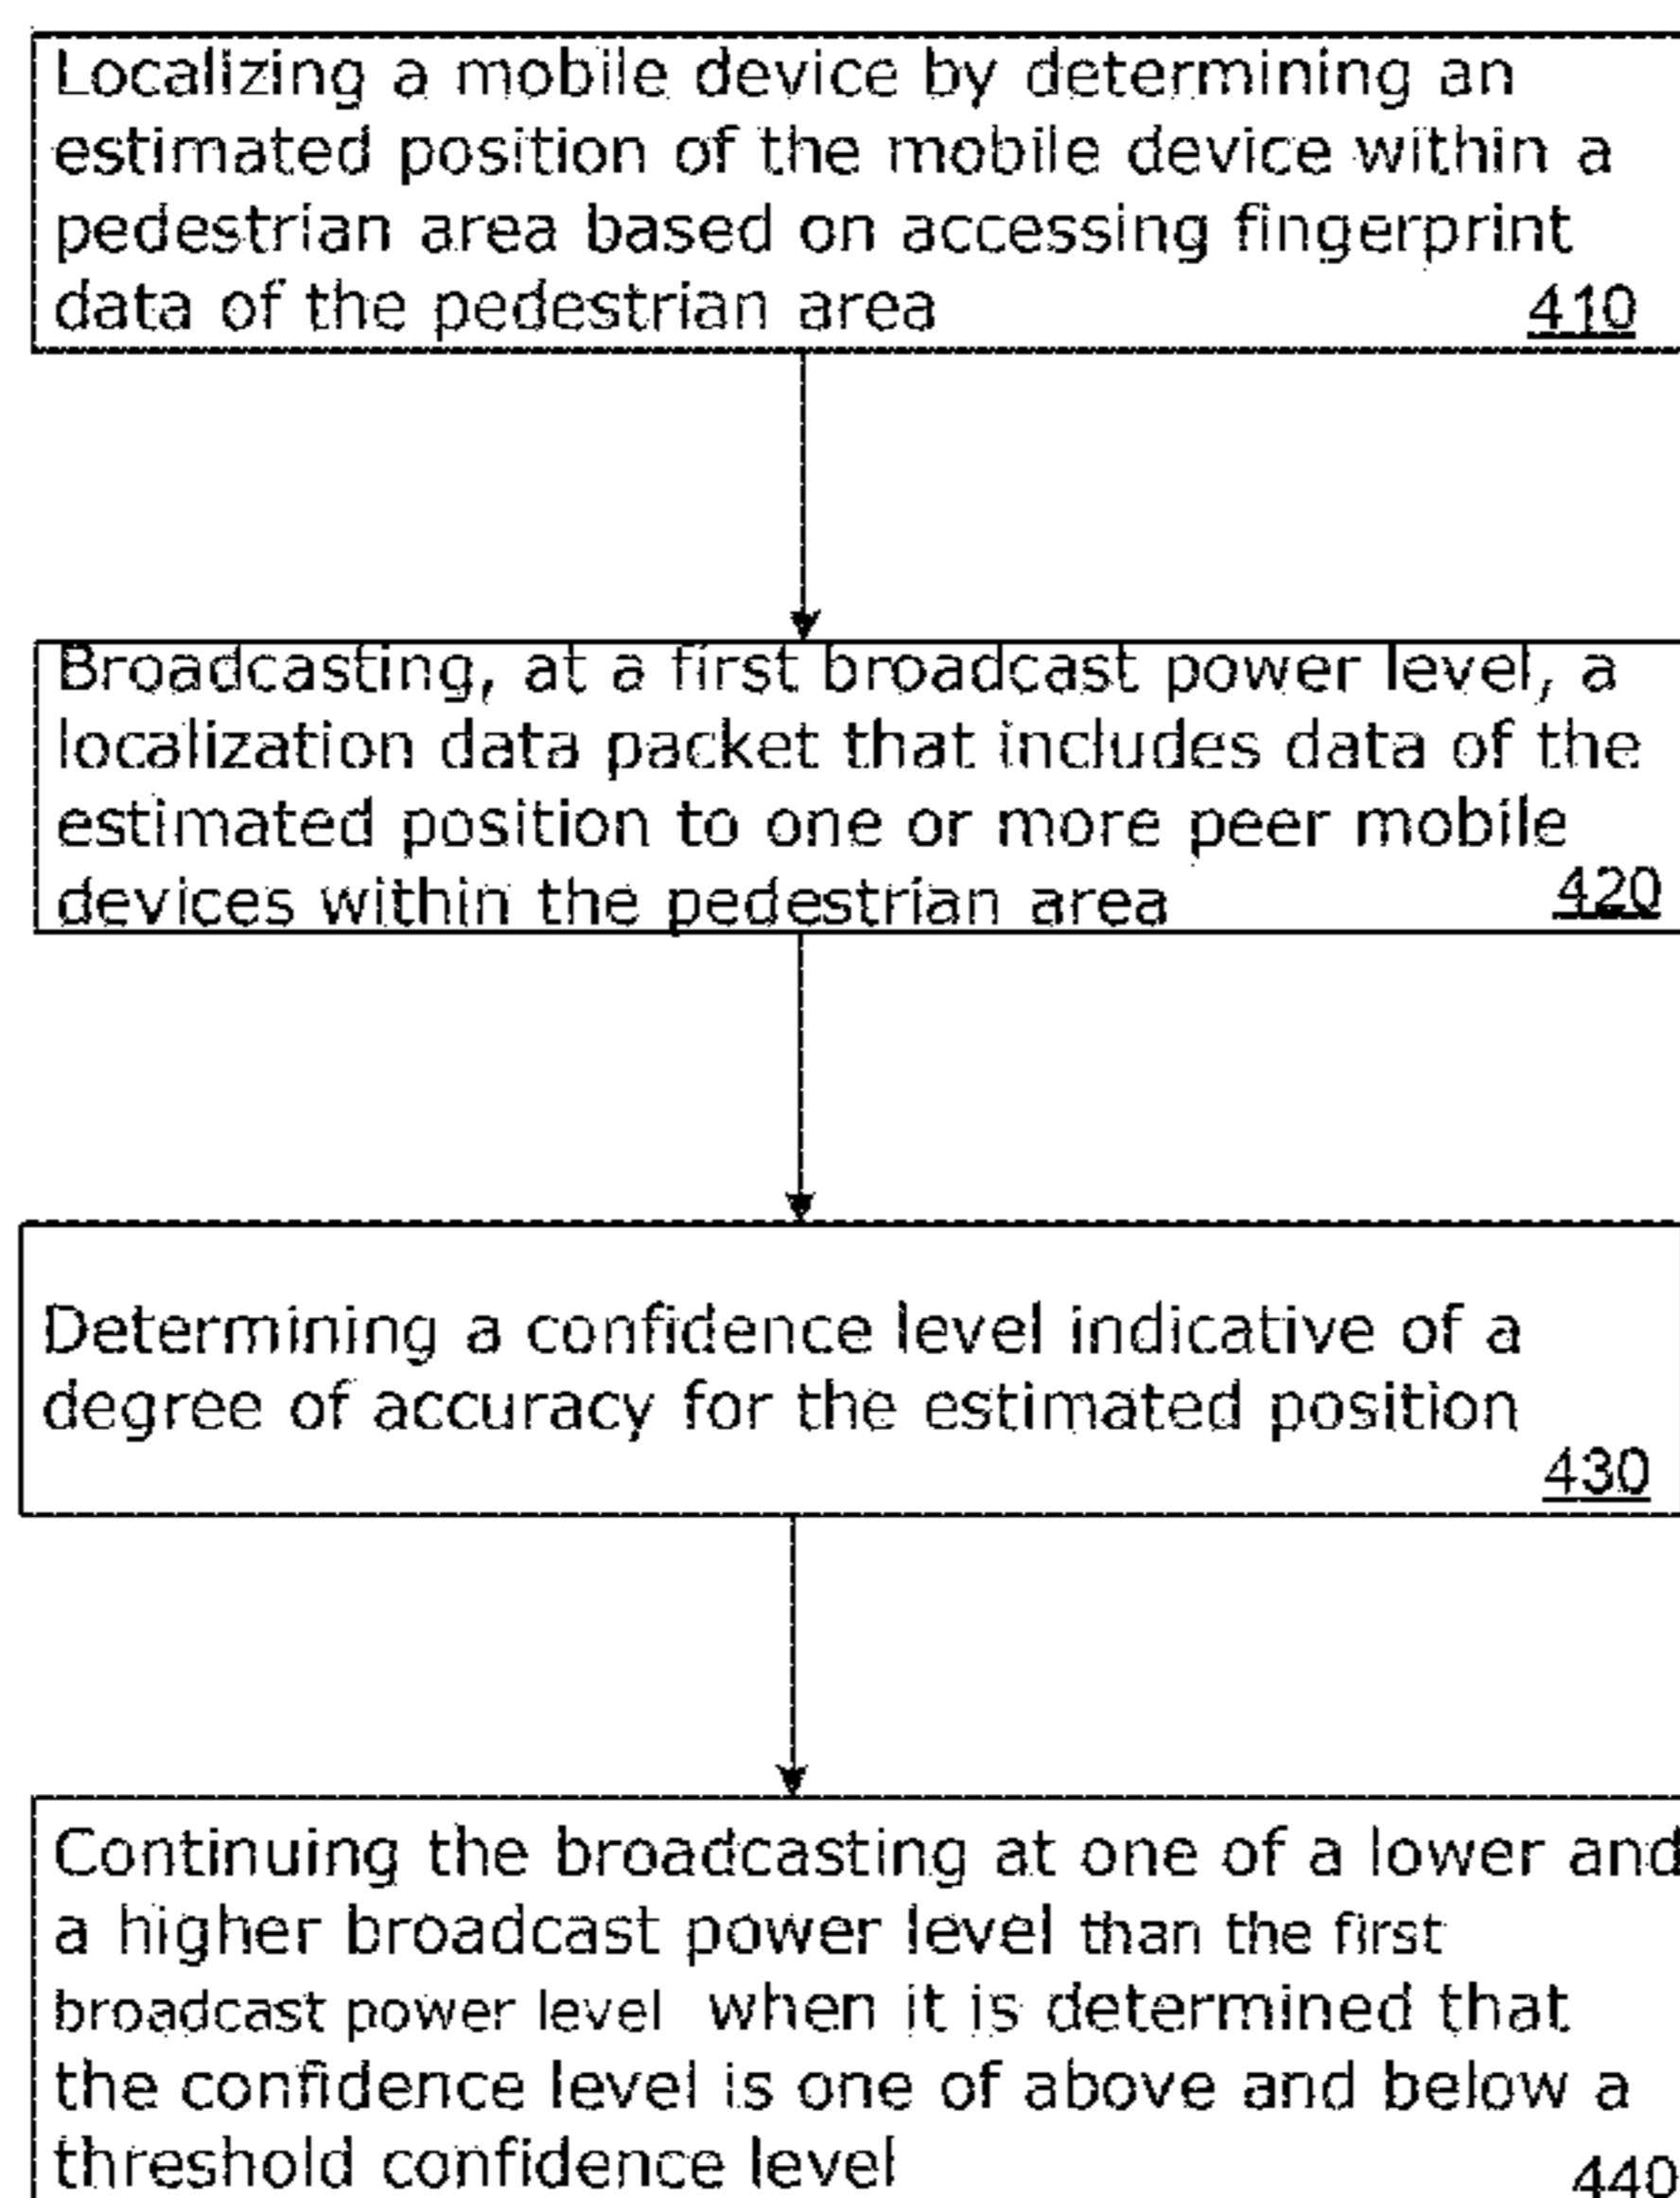 Localizing a mobile device by determining an
estimated position of the mobile device within a
pedestrian area based on accessing fingerprint
data of the pedestrian area 410
Broadcasting, at a first broadcast power level, a
localization data packet that includes data of the
estimated position to one or more peer mobile
devices within the pedestrian area 420
Determining a confidence level indicative of a
degree of accuracy for the estimated position
430
Continuing the broadcasting at one of a lower and
a higher broadcast power level than the first
broadcast power level when it is determined that
the confidence level is one of above and below a
threshold confidence level 440